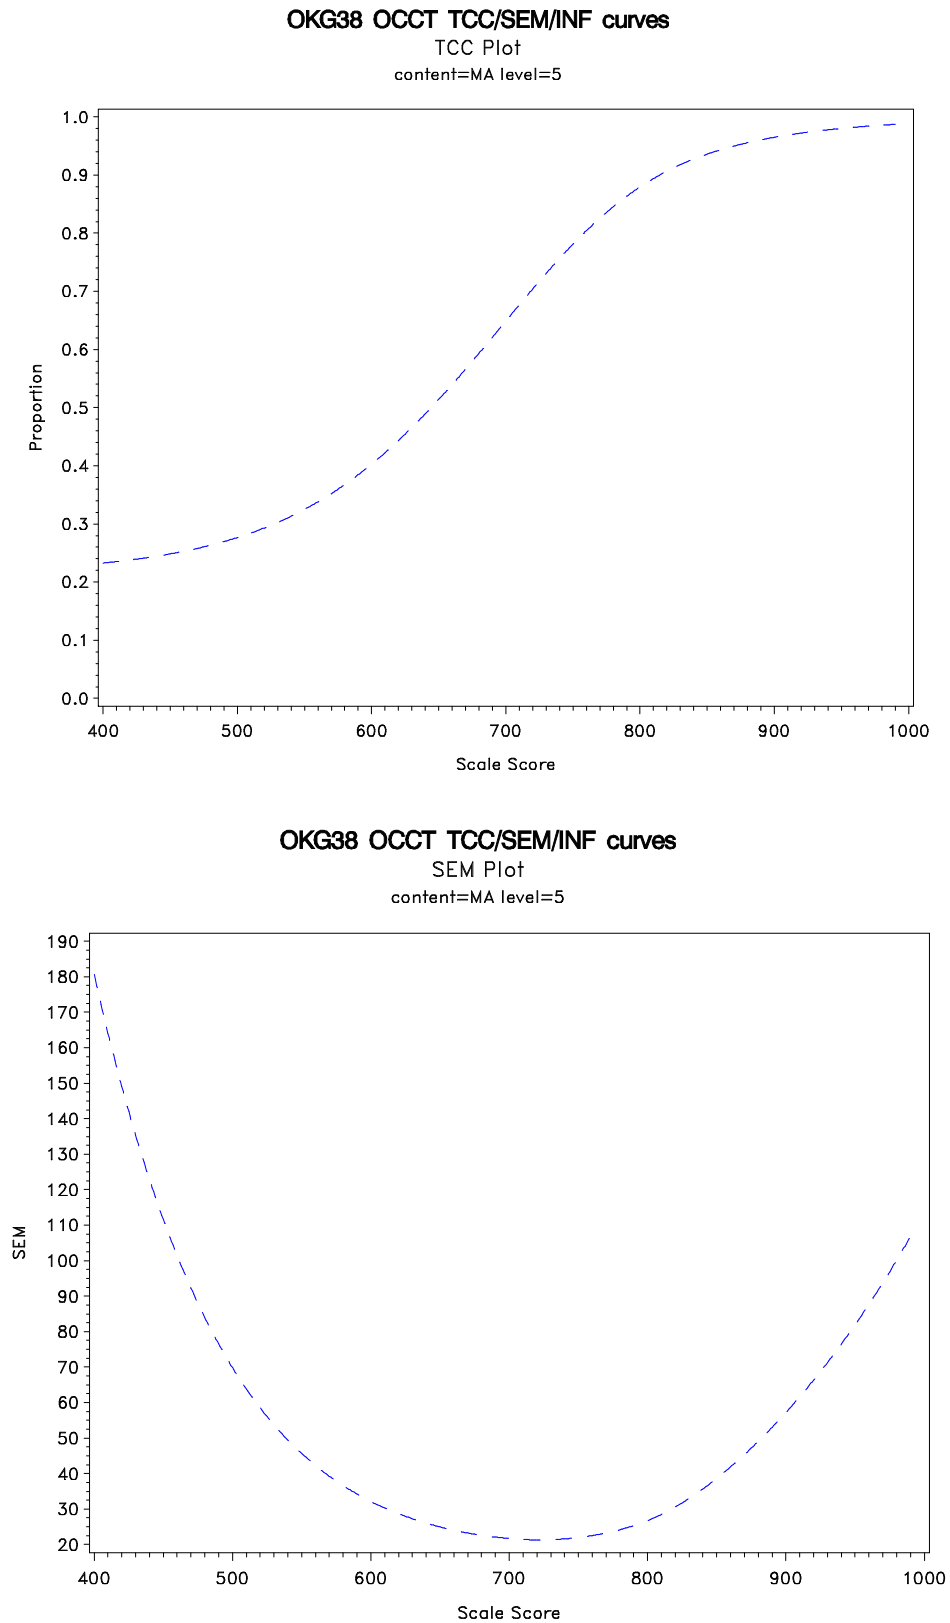 OKG38 OCCT TCC/SEM/INF curves
TCC Plot
content=MA level=5
1.0
0.9
0.8
0.7
0.6
0.5
0.4
0.3
0.2
0.1
0.0
Proportion
400 500 600 700 800 900 1000
Scale Score
OKG38 OCCT TCC/SEM/INF curves
SEM Plot
content=MA level=5
190
180
170
160
150
140
130
120
110
100
90
80
70
60
50
40
30
20
SEM
400 500 600 700 800 900 1000
Scale Score